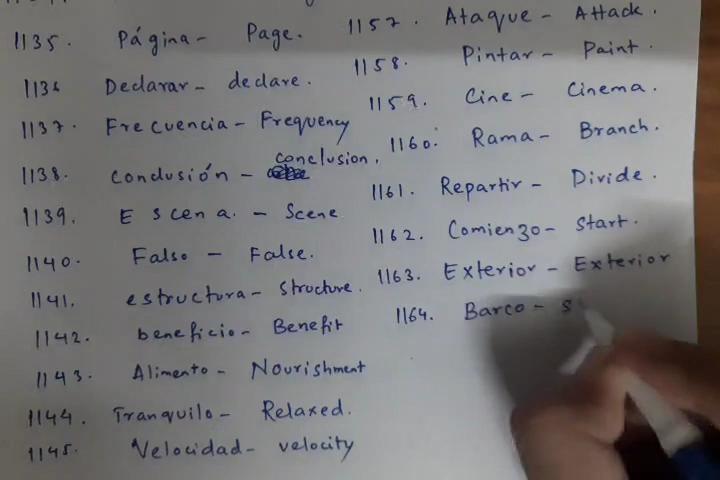 1135. Página - Page.
1136 Declarar - declare.
1137. Frecuencia - Frequency
1138. conclusión - conclusion.
1139. Escena. - Scene
1140. Falso - False.
1141. estructura - structure.
1142. beneficio - Benefit
1143. Alimento - Nourishment
1144. Tranquilo - Relaxed.
1145. Velocidad - velocity
1157. Ataque - Attack.
1158. Pintar - Paint.
1159. Cine - Cinema.
1160. Rama - Branch.
1161. Repartir - Divide.
1162. Comienzo - Start.
1163. Exterior - Exterior
1164. Barco - s